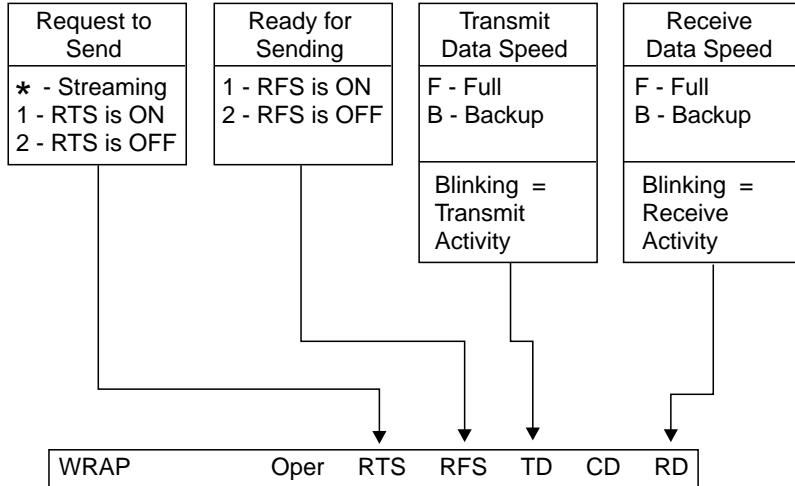 Request to
Send
* - Streaming
1 - RTS is ON
2 - RTS is OFF
Ready for
Sending
1 - RFS is ON
2 - RFS is OFF
Transmit
Data Speed
F - Full
B - Backup
Blinking =
Transmit
Activity
Receive
Data Speed
F - Full
B - Backup
Blinking =
Receive
Activity
WRAP Oper RTS RFS TD CD RD